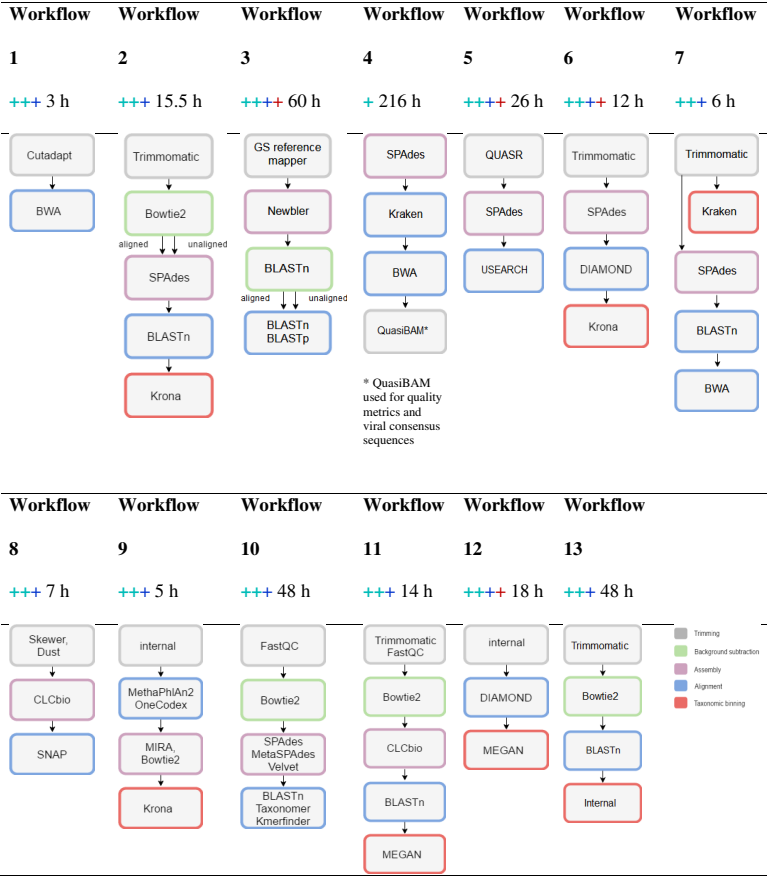 Workflow Workflow Workflow Workflow Workflow Workflow Workflow
1 2 3 4 5 6 7
+++ 3 h +++ 15.5 h ++++ 60 h + 216 h ++++ 26 h ++++ 12 h +++ 6 h
Cutadapt
BWA
Trimmomatic
Bowtie2
aligned unaligned
SPAdes
BLASTn
Krona
GS reference
mapper
Newbler
BLASTn
aligned unaligned
BLASTn
BLASTp
SPAdes
Kraken
BWA
QuasiBAM*
* QuasiBAM
used for quality
metrics and
viral consensus
sequences
QUASR
SPAdes
USEARCH
Trimmomatic
SPAdes
DIAMOND
Krona
Trimmomatic
Kraken
SPAdes
BLASTn
BWA
Workflow Workflow Workflow Workflow Workflow Workflow
8 9 10 11 12 13
+++ 7 h +++ 5 h +++ 48 h +++ 14 h ++++ 18 h +++ 48 h
Skewer,
Dust
CLCbio
SNAP
internal
MethaPhlAn2
OneCodex
MIRA,
Bowtie2
Krona
FastQC
Bowtie2
SPAdes
MetaSPAdes
Velvet
BLASTn
Taxonomer
Kmerfinder
Trimmomatic
FastQC
Bowtie2
CLCbio
BLASTn
MEGAN
internal
DIAMOND
MEGAN
Trimmomatic
Bowtie2
BLASTn
Internal
Trimming
Background subtraction
Assembly
Alignment
Taxonomic binning